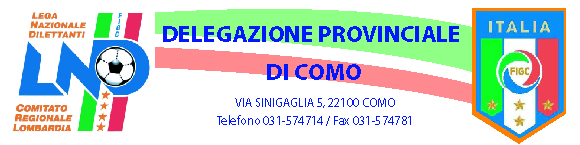 LEGA
NAZIONALE
DILETTANTI
FIGC
LND
COMITATO
REGIONALE
LOMBARDIA
DELEGAZIONE PROVINCIALE
DI COMO
VIA SINIGAGLIA 5, 22100 COMO
Telefono 031-574714 / Fax 031-574781
ITALIA
FIGC